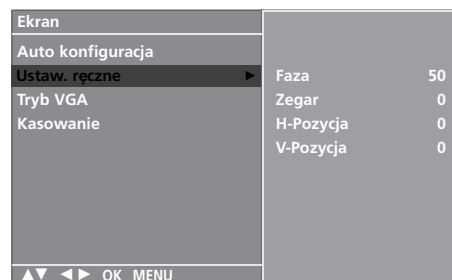 Ekran
Auto konfiguracja
Ustaw. ręczne ▶
Tryb VGA
Kasowanie
Faza 50
Zegar 0
H-Pozycja 0
V-Pozycja 0
▲▼ ◀▶ OK MENU